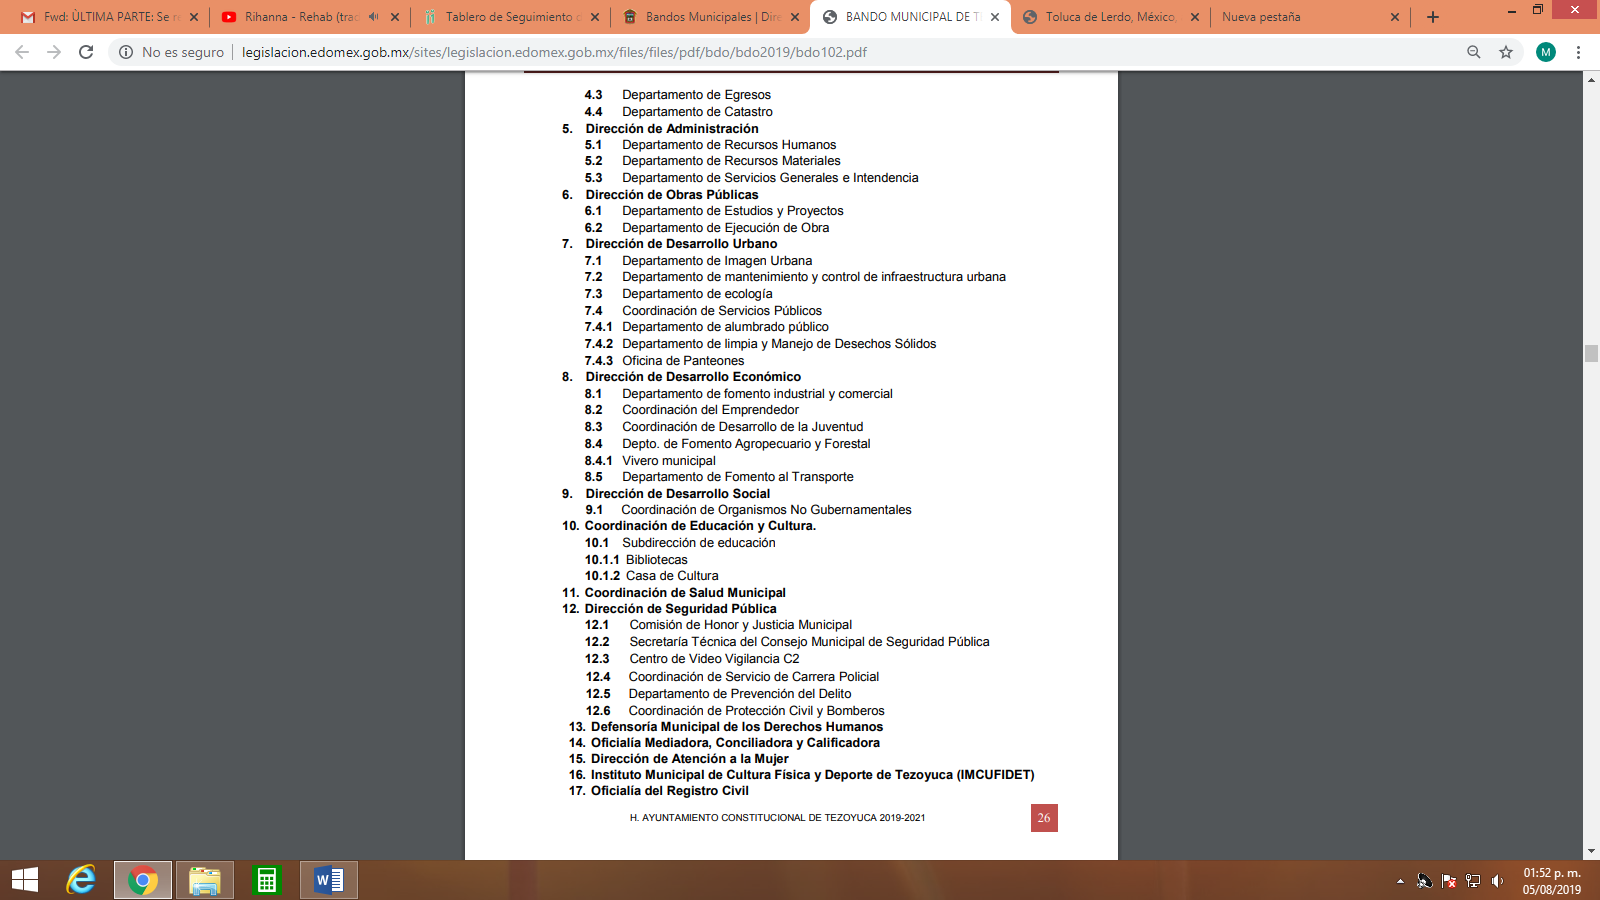 Fwd: ÚLTIMA PARTE: Se r
Rihanna - Rehab (trad
Tablero de Seguimiento d
Bandos Municipales | Dire
BANDO MUNICIPAL DE T
Toluca de Lerdo, México,
Nueva pestaña
No es seguro | legislacion.edomex.gob.mx/sites/legislacion.edomex.gob.mx/files/files/pdf/bdo/bdo2019/bdo102.pdf
M
4.3 Departamento de Egresos
4.4 Departamento de Catastro
5. Dirección de Administración
5.1 Departamento de Recursos Humanos
5.2 Departamento de Recursos Materiales
5.3 Departamento de Servicios Generales e Intendencia
6. Dirección de Obras Públicas
6.1 Departamento de Estudios y Proyectos
6.2 Departamento de Ejecución de Obra
7. Dirección de Desarrollo Urbano
7.1 Departamento de Imagen Urbana
7.2 Departamento de mantenimiento y control de infraestructura urbana
7.3 Departamento de ecología
7.4 Coordinación de Servicios Públicos
7.4.1 Departamento de alumbrado público
7.4.2 Departamento de limpia y Manejo de Desechos Sólidos
7.4.3 Oficina de Panteones
8. Dirección de Desarrollo Económico
8.1 Departamento de fomento industrial y comercial
8.2 Coordinación del Emprendedor
8.3 Coordinación de Desarrollo de la Juventud
8.4 Depto. de Fomento Agropecuario y Forestal
8.4.1 Vivero municipal
8.5 Departamento de Fomento al Transporte
9. Dirección de Desarrollo Social
9.1 Coordinación de Organismos No Gubernamentales
10. Coordinación de Educación y Cultura.
10.1 Subdirección de educación
10.1.1 Bibliotecas
10.1.2 Casa de Cultura
11. Coordinación de Salud Municipal
12. Dirección de Seguridad Pública
12.1 Comisión de Honor y Justicia Municipal
12.2 Secretaría Técnica del Consejo Municipal de Seguridad Pública
12.3 Centro de Video Vigilancia C2
12.4 Coordinación de Servicio de Carrera Policial
12.5 Departamento de Prevención del Delito
12.6 Coordinación de Protección Civil y Bomberos
13. Defensoría Municipal de los Derechos Humanos
14. Oficialía Mediadora, Conciliadora y Calificadora
15. Dirección de Atención a la Mujer
16. Instituto Municipal de Cultura Física y Deporte de Tezoyuca (IMCUFIDET)
17. Oficialía del Registro Civil
H. AYUNTAMIENTO CONSTITUCIONAL DE TEZOYUCA 2019-2021
26
01:52 p. m.
05/08/2019